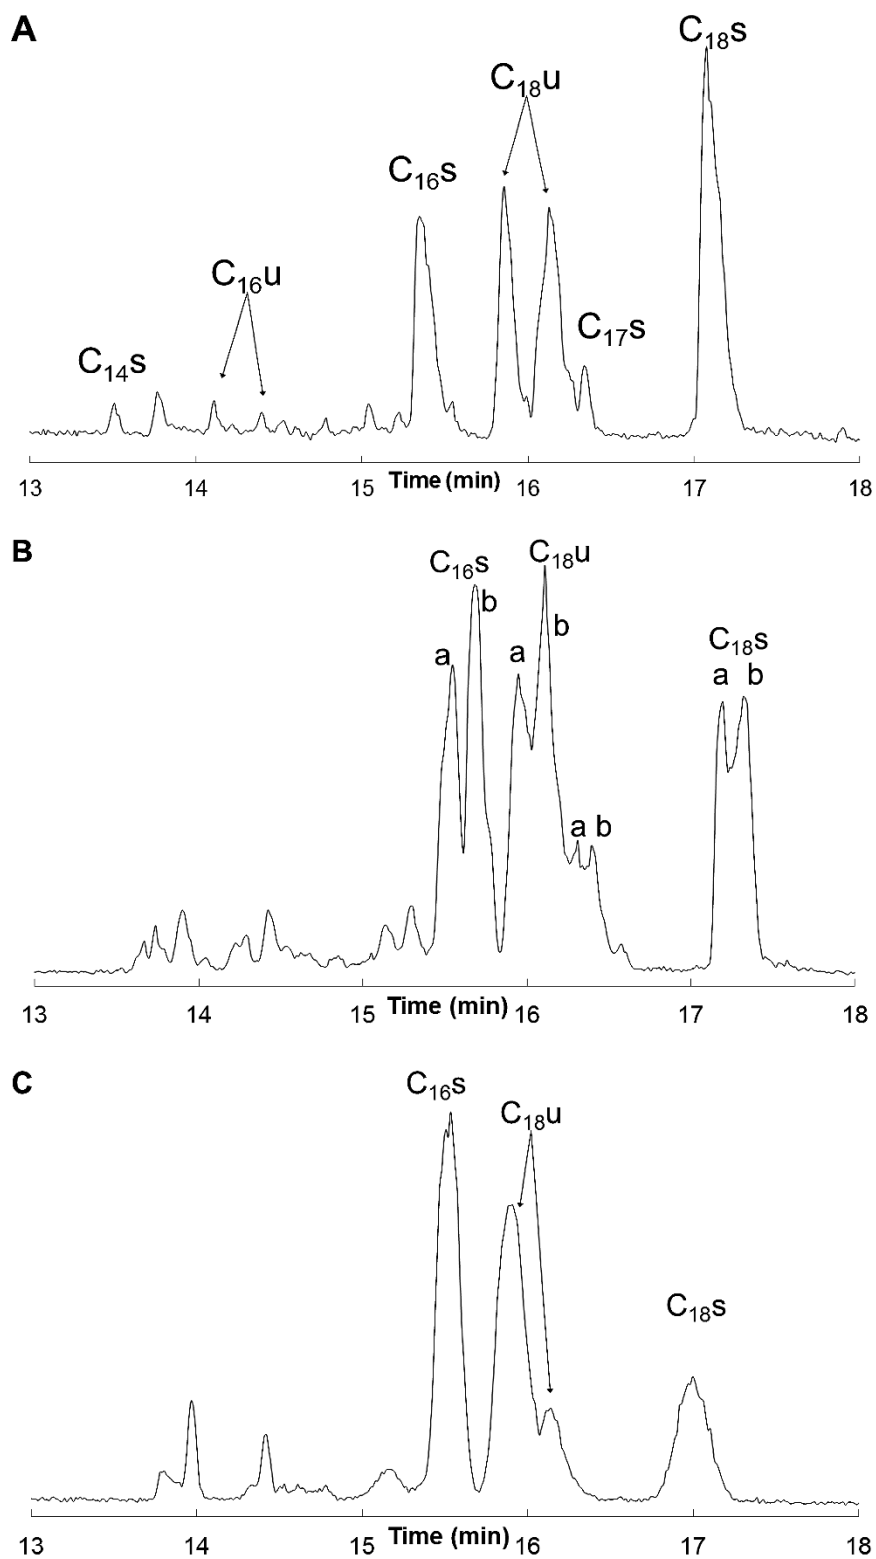 A
C₁₈s
C₁₈u
C₁₆s
C₁₆u
C₁₇s
C₁₄s
13 14 15 Time (min) 16 17 18
B
C₁₆s C₁₈u
b
b
a a
C₁₈s
a b
a b
13 14 15 Time (min) 16 17 18
C
C₁₆s
C₁₈u
C₁₈s
13 14 15 Time (min) 16 17 18